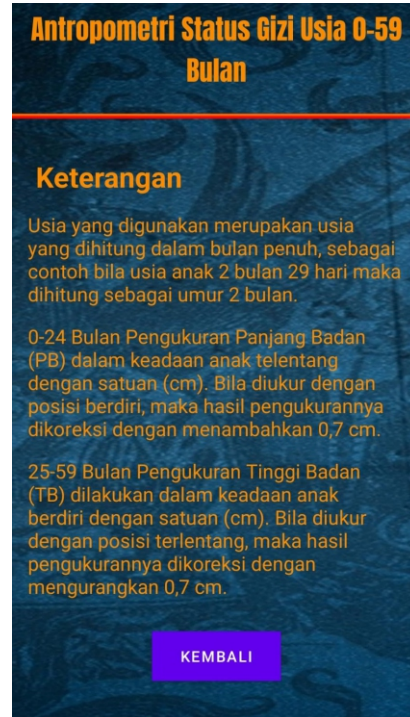 Antropometri Status Gizi Usia 0-59
Bulan
Keterangan
Usia yang digunakan merupakan usia
yang dihitung dalam bulan penuh, sebagai
contoh bila usia anak 2 bulan 29 hari maka
dihitung sebagai umur 2 bulan.
0-24 Bulan Pengukuran Panjang Badan
(PB) dalam keadaan anak telentang
dengan satuan (cm). Bila diukur dengan
posisi berdiri, maka hasil pengukurannya
dikoreksi dengan menambahkan 0,7 cm.
25-59 Bulan Pengukuran Tinggi Badan
(TB) dilakukan dalam keadaan anak
berdiri dengan satuan (cm). Bila diukur
dengan posisi terlentang, maka hasil
pengukurannya dikoreksi dengan
mengurangkan 0,7 cm.
KEMBALI